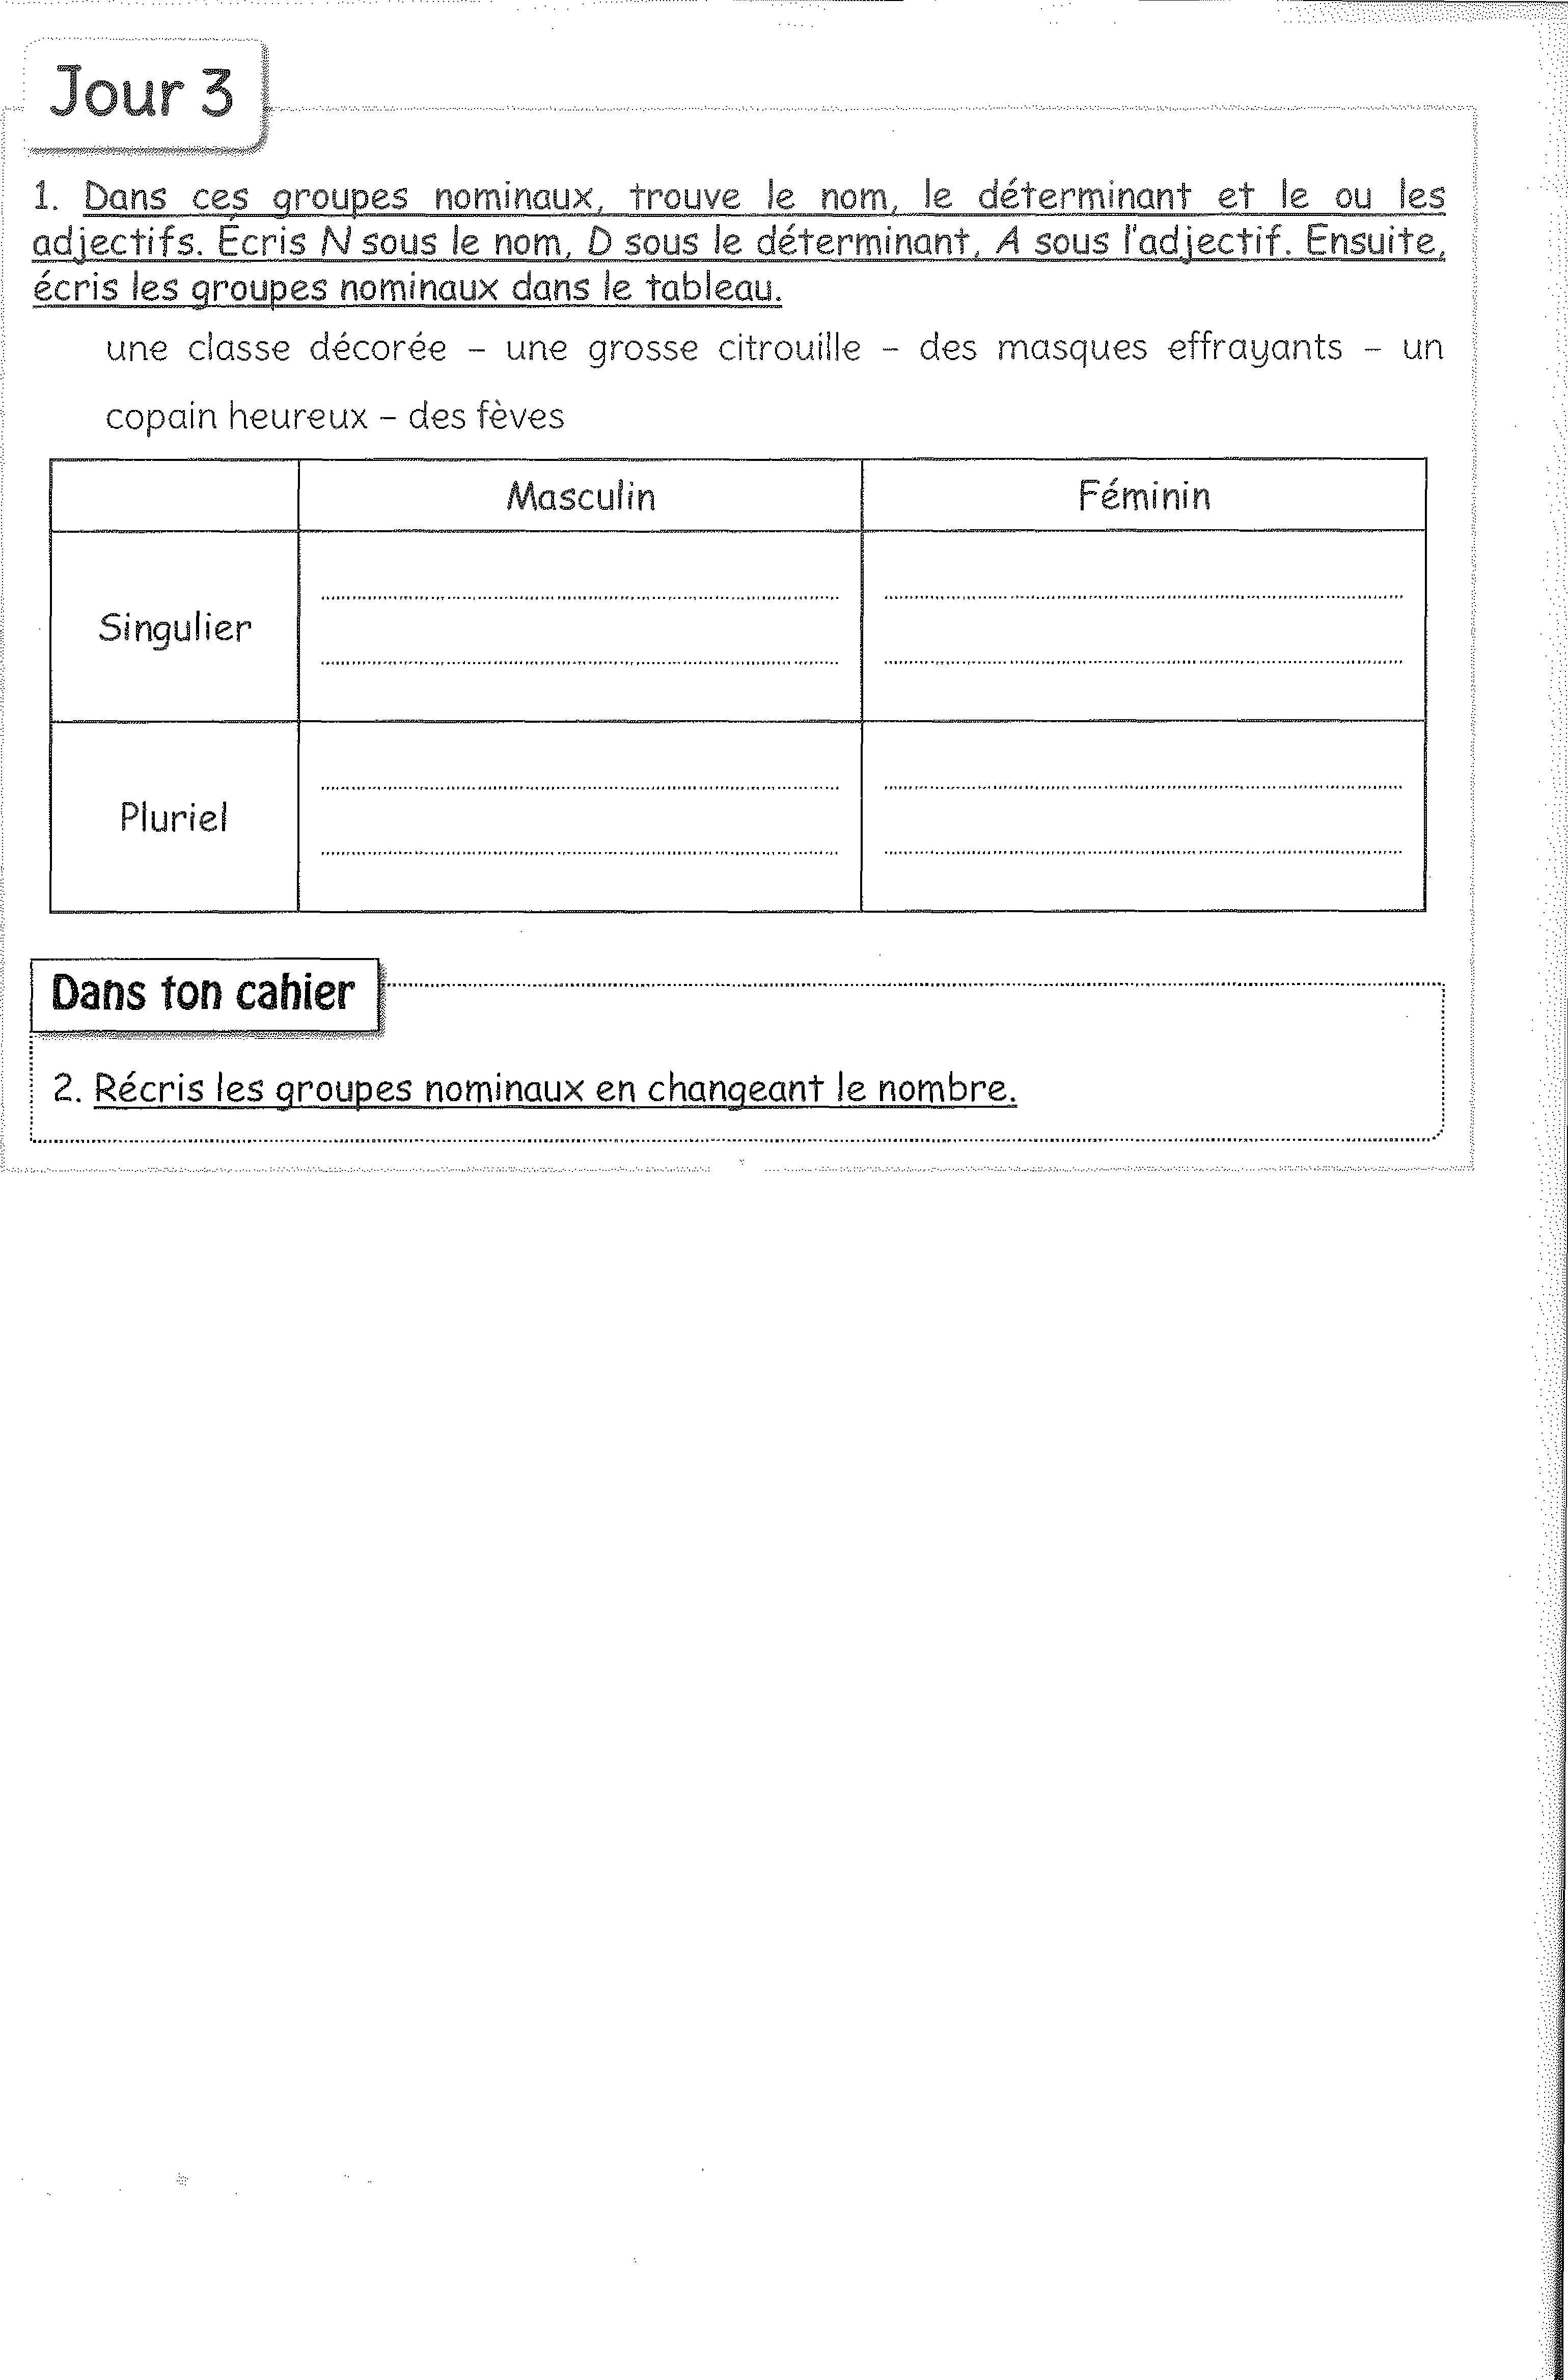 Jour 3
1. Dans ces groupes nominaux, trouve le nom, le déterminant et le ou les
adjectifs. Écris N sous le nom, D sous le déterminant, A sous l'adjectif. Ensuite,
écris les groupes nominaux dans le tableau.
une classe décorée – une grosse citrouille – des masques effrayants – un
copain heureux – des fèves
Masculin Féminin
Singulier
Pluriel
Dans ton cahier
2. Récris les groupes nominaux en changeant le nombre.